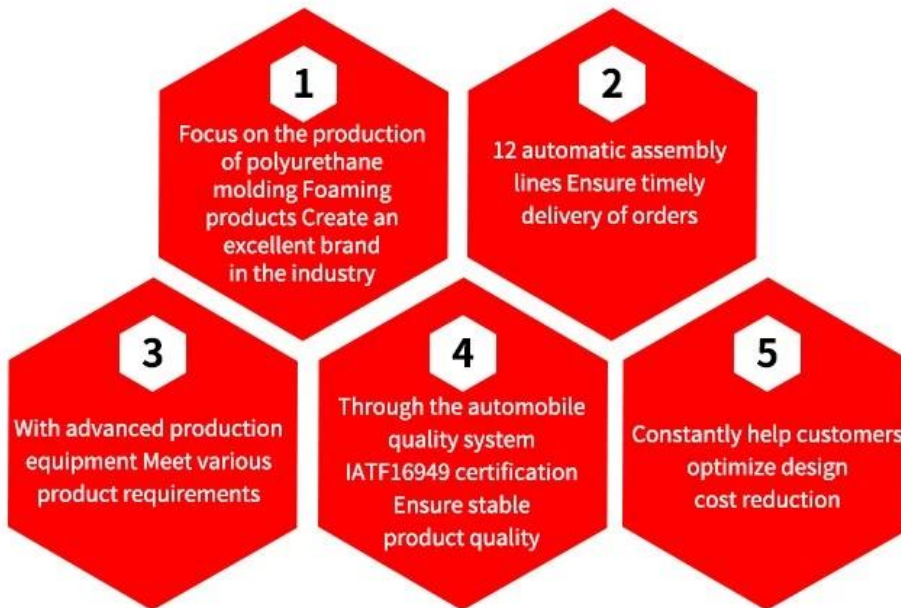 1
Focus on the production
of polyurethane
molding Foaming
products Create an
excellent brand
in the industry
2
12 automatic assembly
lines Ensure timely
delivery of orders
3
With advanced production
equipment Meet various
product requirements
4
Through the automobile
quality system
IATF16949 certification
Ensure stable
product quality
5
Constantly help customers
optimize design
cost reduction